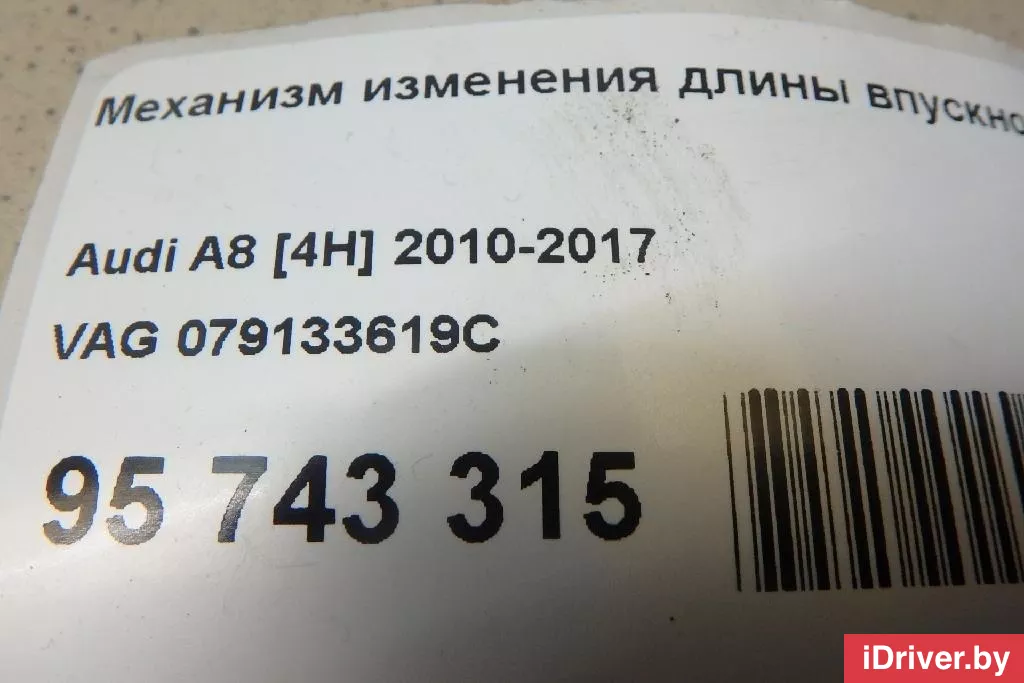 Механизм изменения длины впускно
Audi A8 [4H] 2010-2017
VAG 079133619C
95 743 315
iDriver.by